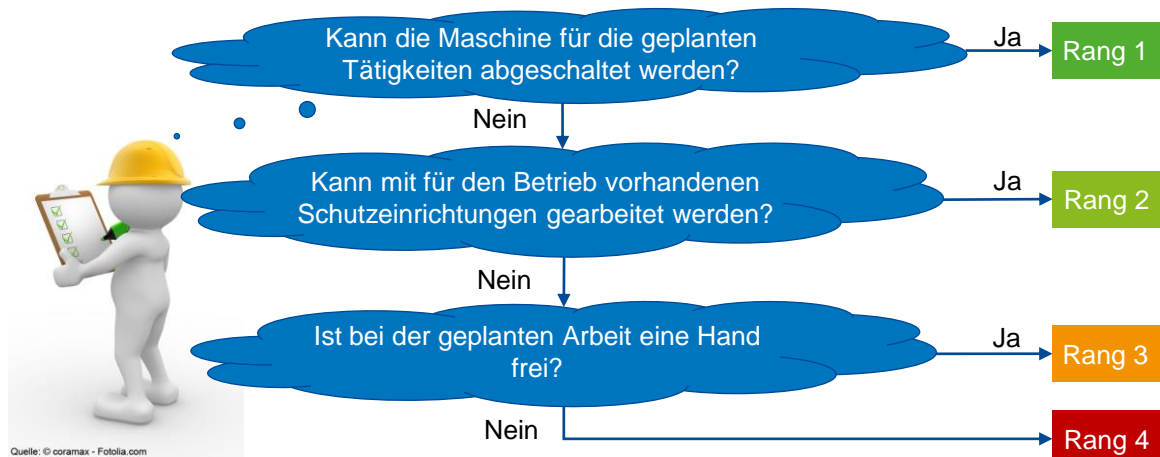 Kann die Maschine für die geplanten
Tätigkeiten abgeschaltet werden?
Ja
Rang 1
Nein
Kann mit für den Betrieb vorhandenen
Schutzeinrichtungen gearbeitet werden?
Ja
Rang 2
Nein
Ist bei der geplanten Arbeit eine Hand
frei?
Ja
Rang 3
Nein
Rang 4
Quelle: © coramax - Fotolia.com